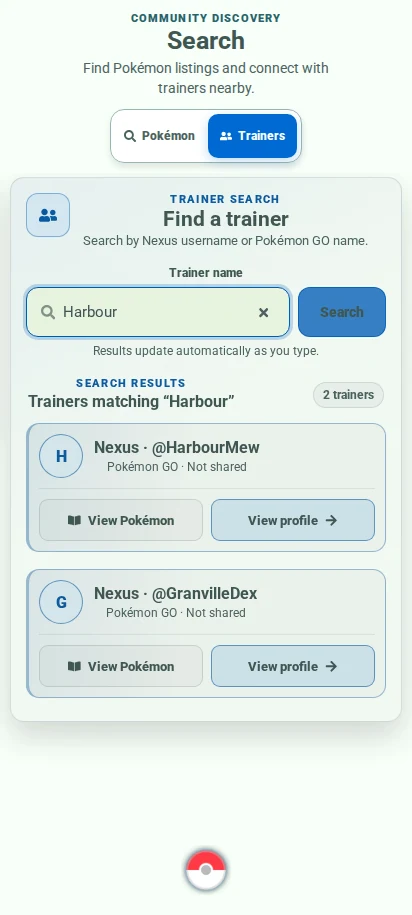 COMMUNITY DISCOVERY
Search
Find Pokémon listings and connect with
trainers nearby.
Pokémon
Trainers
TRAINER SEARCH
Find a trainer
Search by Nexus username or Pokémon GO name.
Trainer name
Harbour
Search
Results update automatically as you type.
SEARCH RESULTS
Trainers matching “Harbour”
2 trainers
H
Nexus · @HarbourMew
Pokémon GO · Not shared
View Pokémon
View profile
G
Nexus · @GranvilleDex
Pokémon GO · Not shared
View Pokémon
View profile